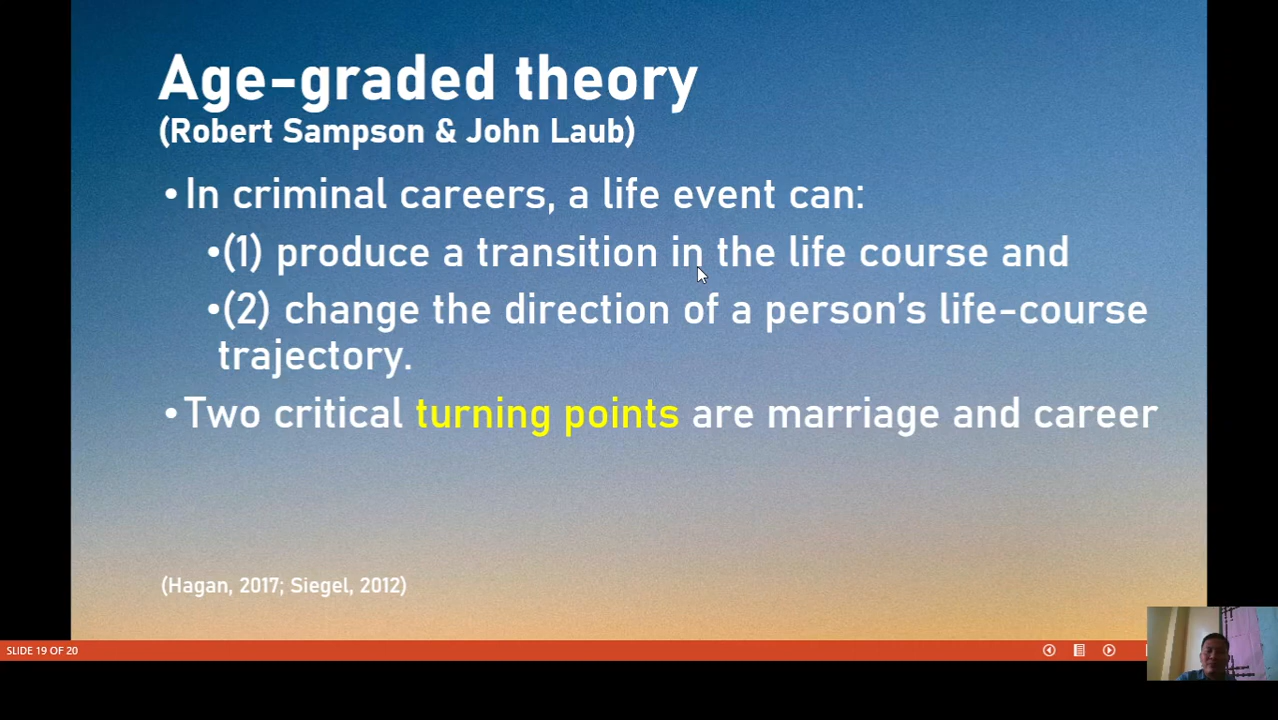 Age-graded theory
(Robert Sampson & John Laub)
•In criminal careers, a life event can:
•(1) produce a transition in the life course and
•(2) change the direction of a person’s life-course
trajectory.
•Two critical turning points are marriage and career
(Hagan, 2017; Siegel, 2012)
SLIDE 19 OF 20